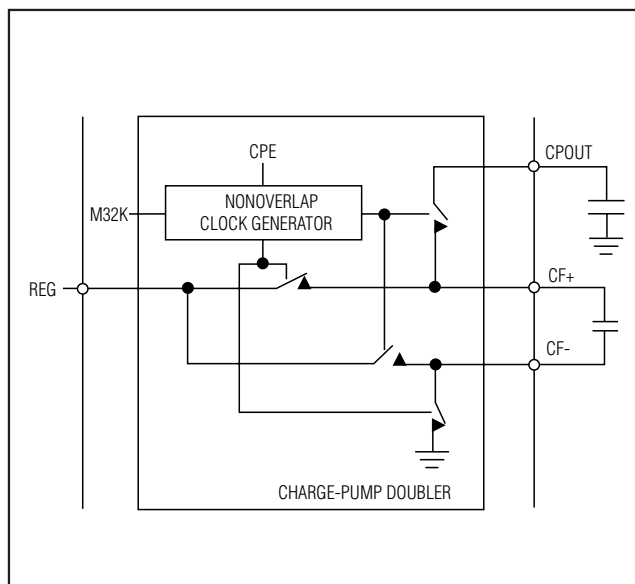 CPE
CPOUT
M32K
NONOVERLAP
CLOCK GENERATOR
REG
CF+
CF-
CHARGE-PUMP DOUBLER